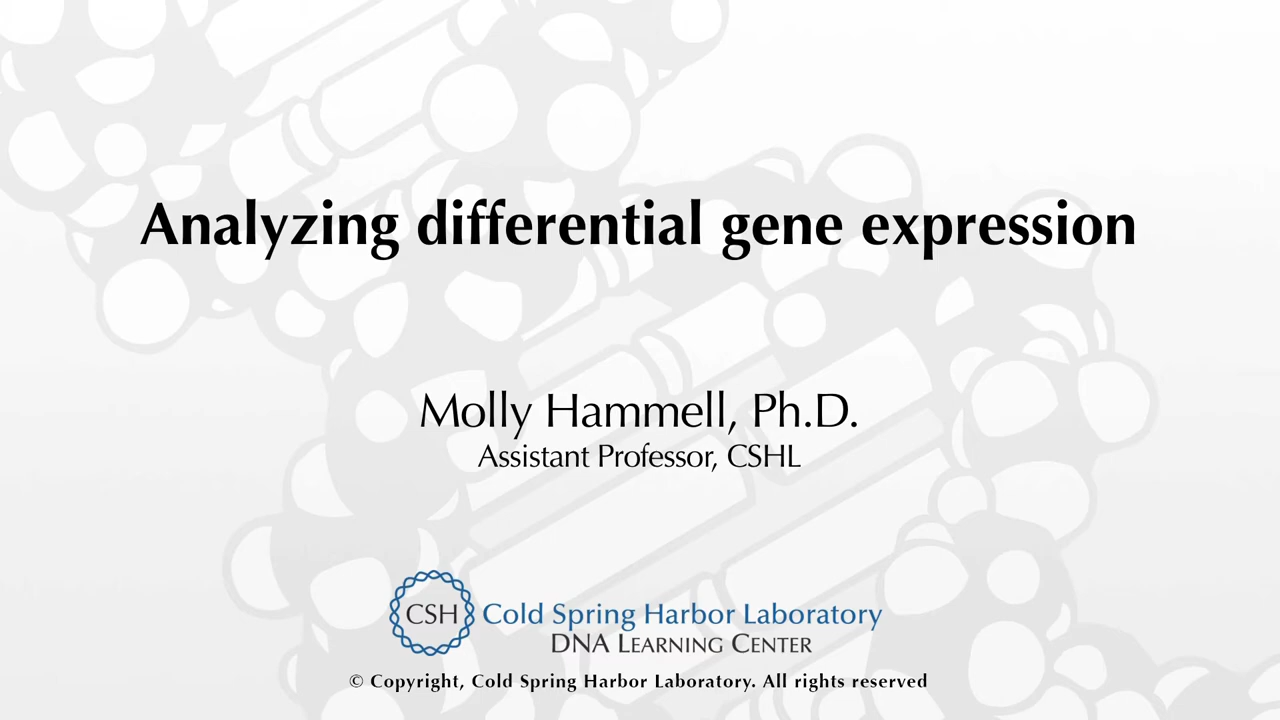 Analyzing differential gene expression
Molly Hammell, Ph.D.
Assistant Professor, CSHL
CSH Cold Spring Harbor Laboratory
DNA LEARNING CENTER
© Copyright, Cold Spring Harbor Laboratory. All rights reserved